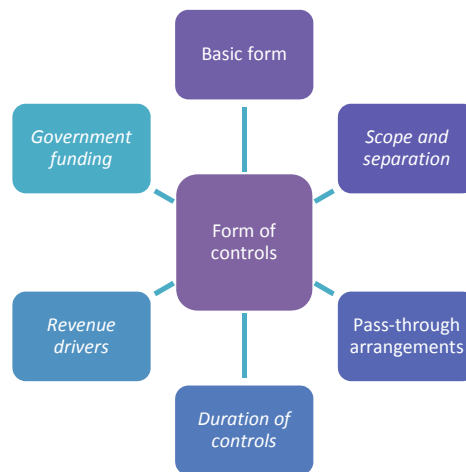 Basic form
Government
funding
Scope and
separation
Form of
controls
Revenue
drivers
Pass-through
arrangements
Duration of
controls